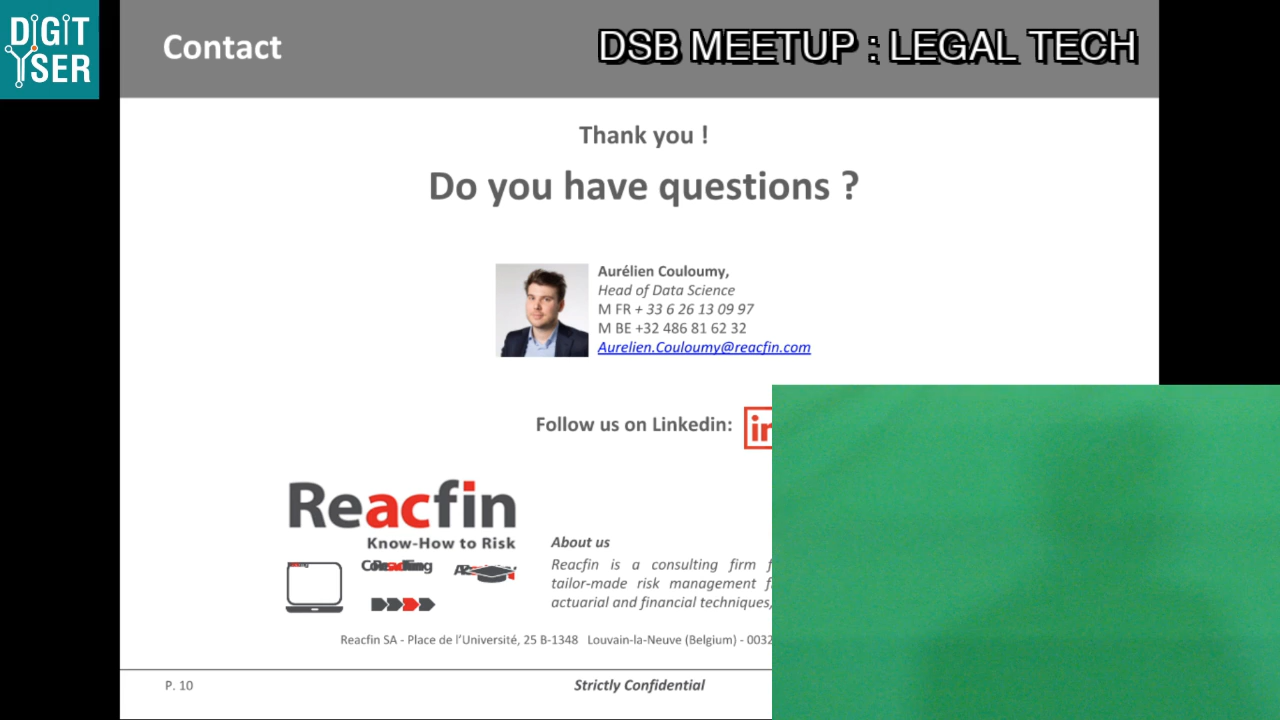 DIGIT
YSER
Contact
DSB MEETUP : LEGAL TECH
Thank you !
Do you have questions ?
Aurélien Couloumy,
Head of Data Science
M FR + 33 6 26 13 09 97
M BE +32 486 81 62 32
Aurelien.Couloumy@reacfin.com
Follow us on Linkedin:
in
Reacfin
Know-How to Risk
About us
Reacfin is a consulting firm
tailor-made risk management
actuarial and financial techniques,
Reacfin SA - Place de l'Université, 25 B-1348 Louvain-la-Neuve (Belgium) - 0032
P. 10
Strictly Confidential